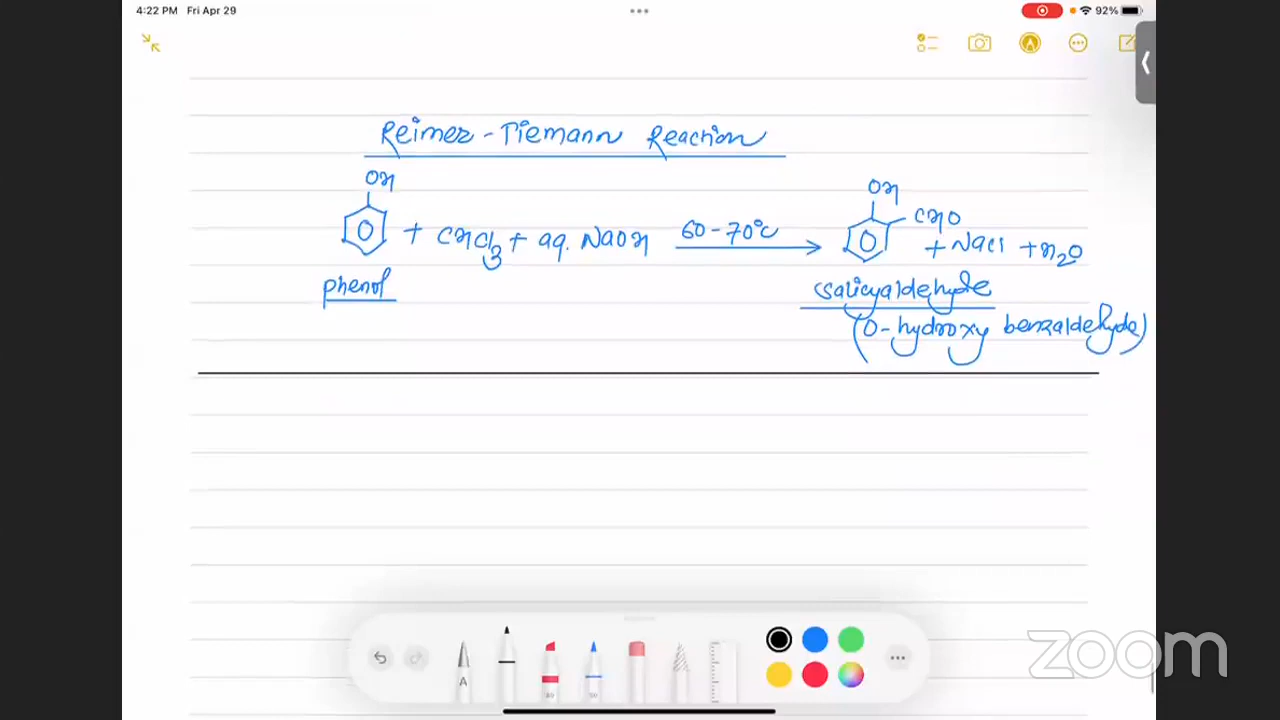 4:22 PM Fri Apr 29
92%
Reimer-Tiemann Reaction
OH
OH
CHO
+ CHCl3 + aq. NaOH 60-70°C + NaCl + H2O
phenol
Salicyaldehyde
(O-hydroxy benzaldehyde)
A
zoom